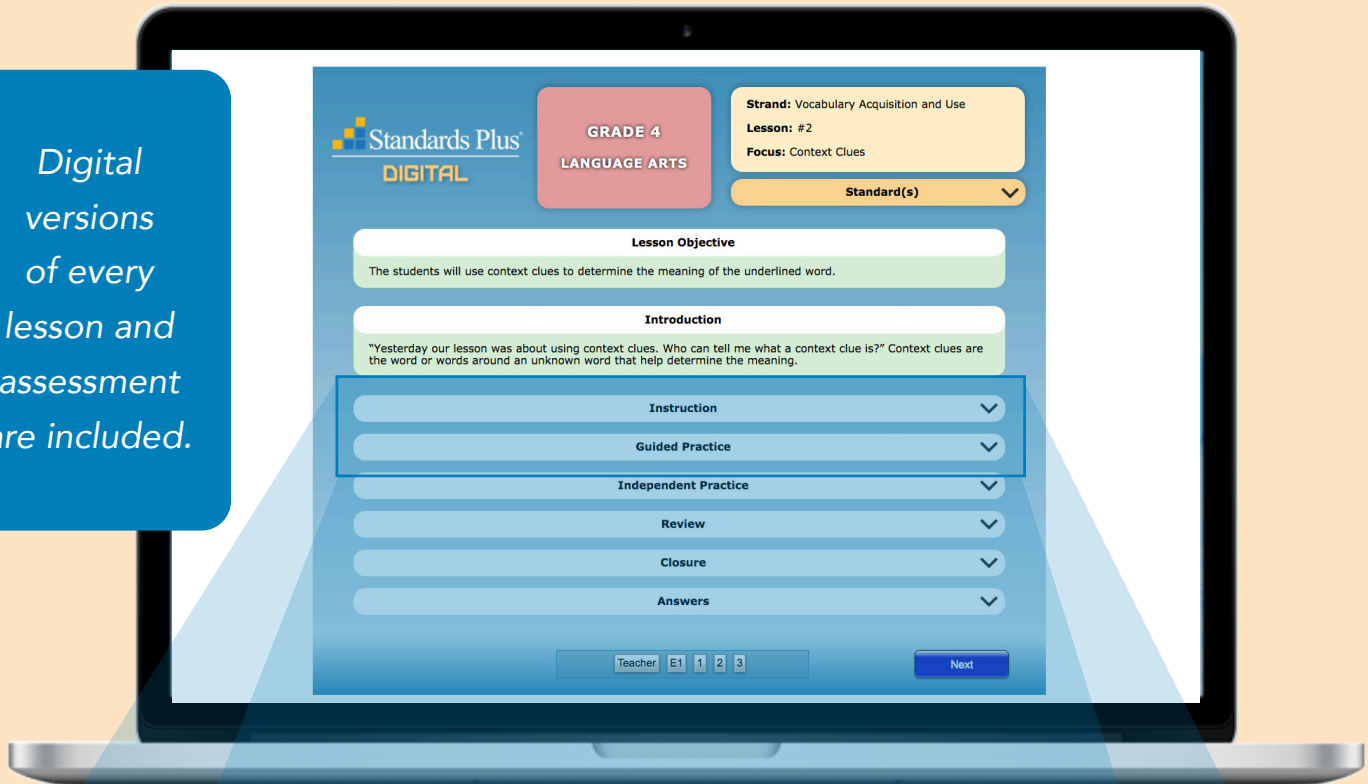 Digital
versions
of every
lesson and
assessment
are included.
Standards Plus®
DIGITAL
GRADE 4
LANGUAGE ARTS
Strand: Vocabulary Acquisition and Use
Lesson: #2
Focus: Context Clues
Standard(s)
Lesson Objective
The students will use context clues to determine the meaning of the underlined word.
Introduction
"Yesterday our lesson was about using context clues. Who can tell me what a context clue is?" Context clues are
the word or words around an unknown word that help determine the meaning.
Instruction
Guided Practice
Independent Practice
Review
Closure
Answers
Teacher E1 1 2 3
Next